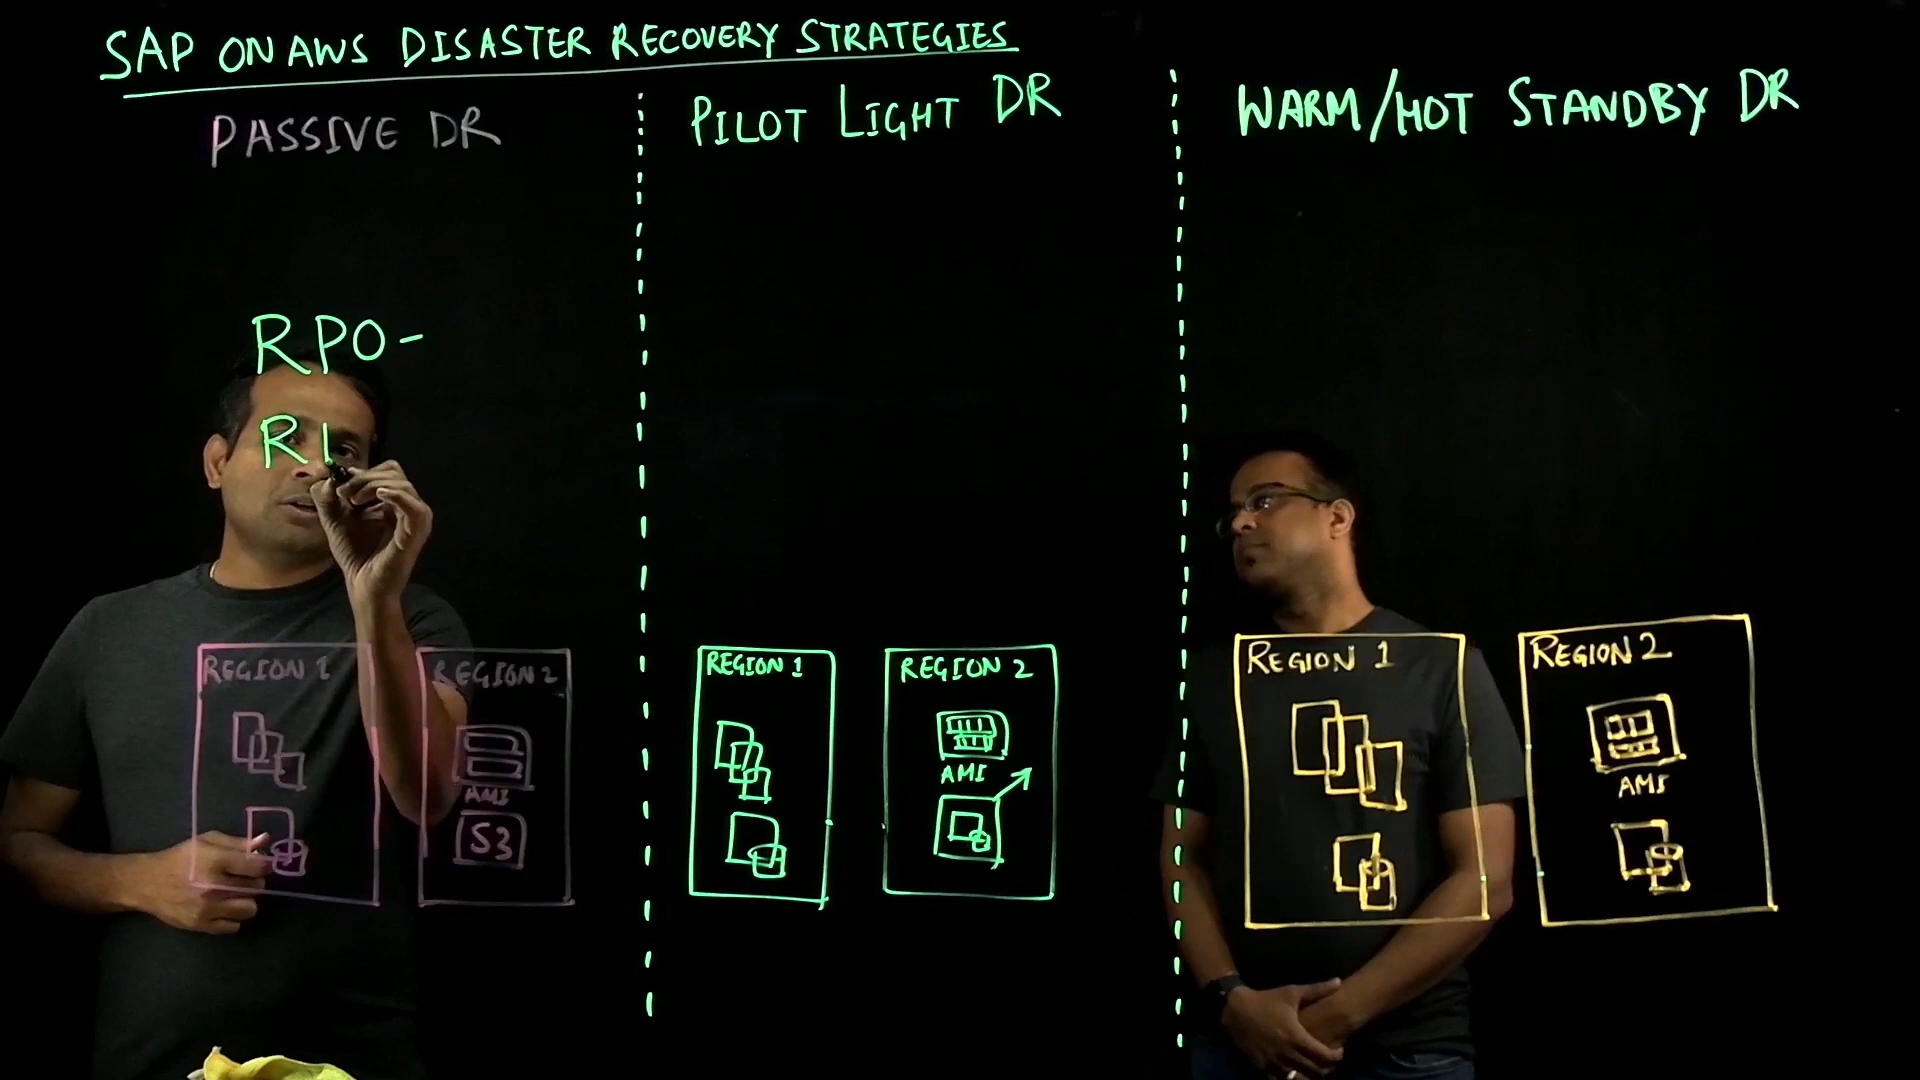 SAP ON AWS DISASTER RECOVERY STRATEGIES
PASSIVE DR
RPO-
R
REGION 1
REGION 2
AMI
S3
PILOT LIGHT DR
REGION 1
REGION 2
AMI
WARM/HOT STANDBY DR
REGION 1
REGION 2
AMI